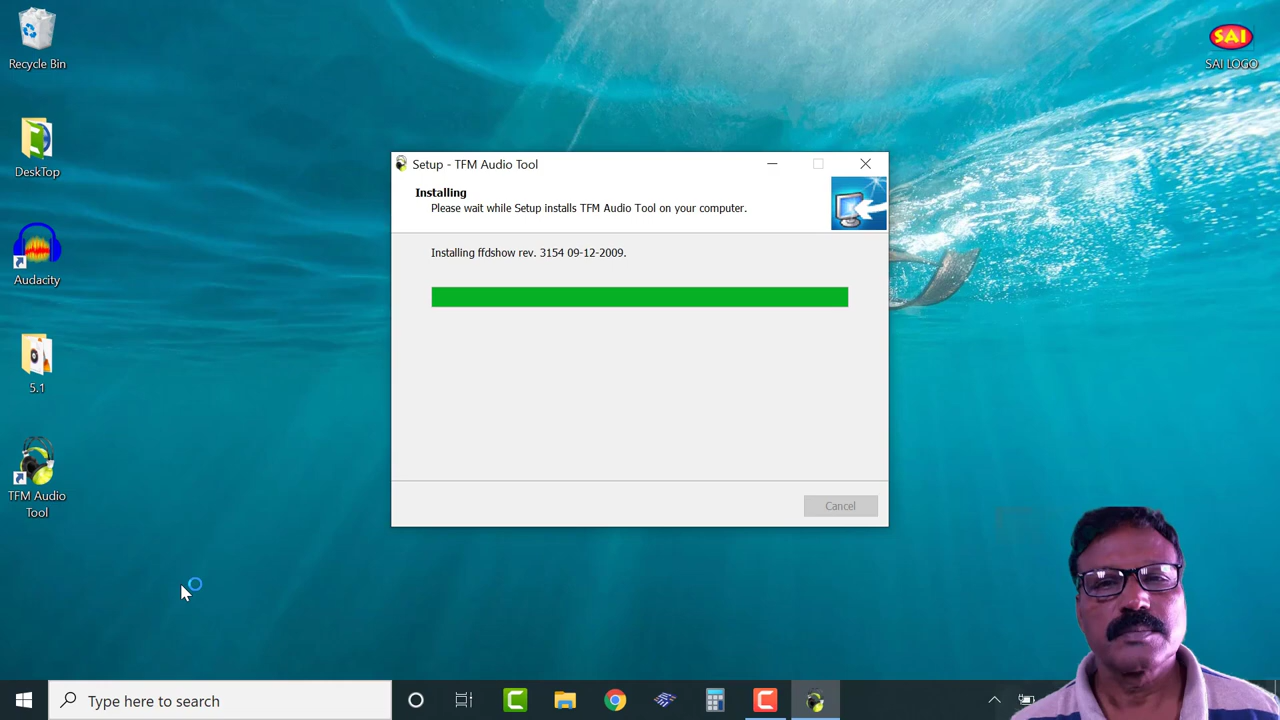 Recycle Bin
SAI
SAI LOGO
DeskTop
Setup - TFM Audio Tool
Installing
Please wait while Setup installs TFM Audio Tool on your computer.
Installing ffdshow rev. 3154 09-12-2009.
Audacity
5.1
TFM Audio
Tool
Cancel
Type here to search